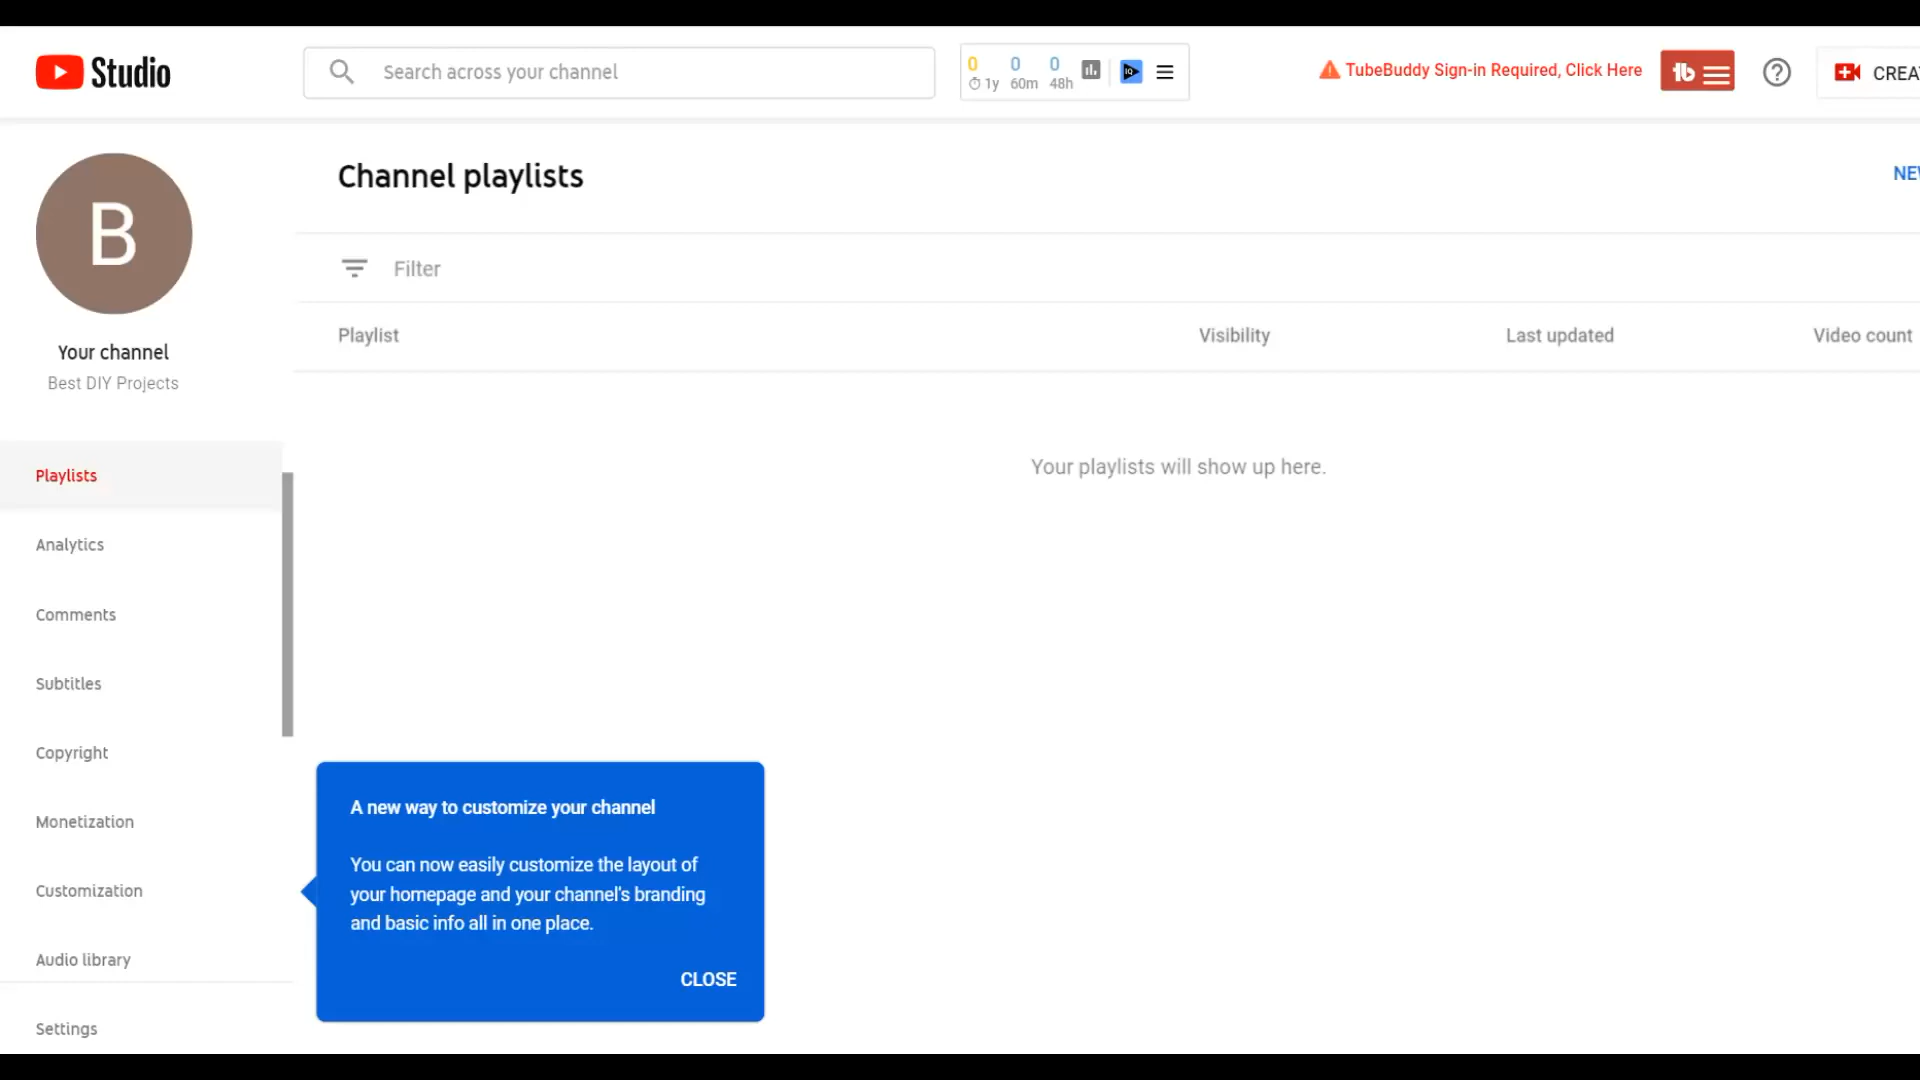 Studio
Search across your channel
0 0 0
1y 60m 48h
TubeBuddy Sign-in Required, Click Here
tb
CREA
Channel playlists
NE
B
Filter
Your channel
Best DIY Projects
Playlist Visibility Last updated Video count
Your playlists will show up here.
Playlists
Analytics
Comments
Subtitles
Copyright
Monetization
Customization
Audio library
Settings
A new way to customize your channel
You can now easily customize the layout of
your homepage and your channel's branding
and basic info all in one place.
CLOSE